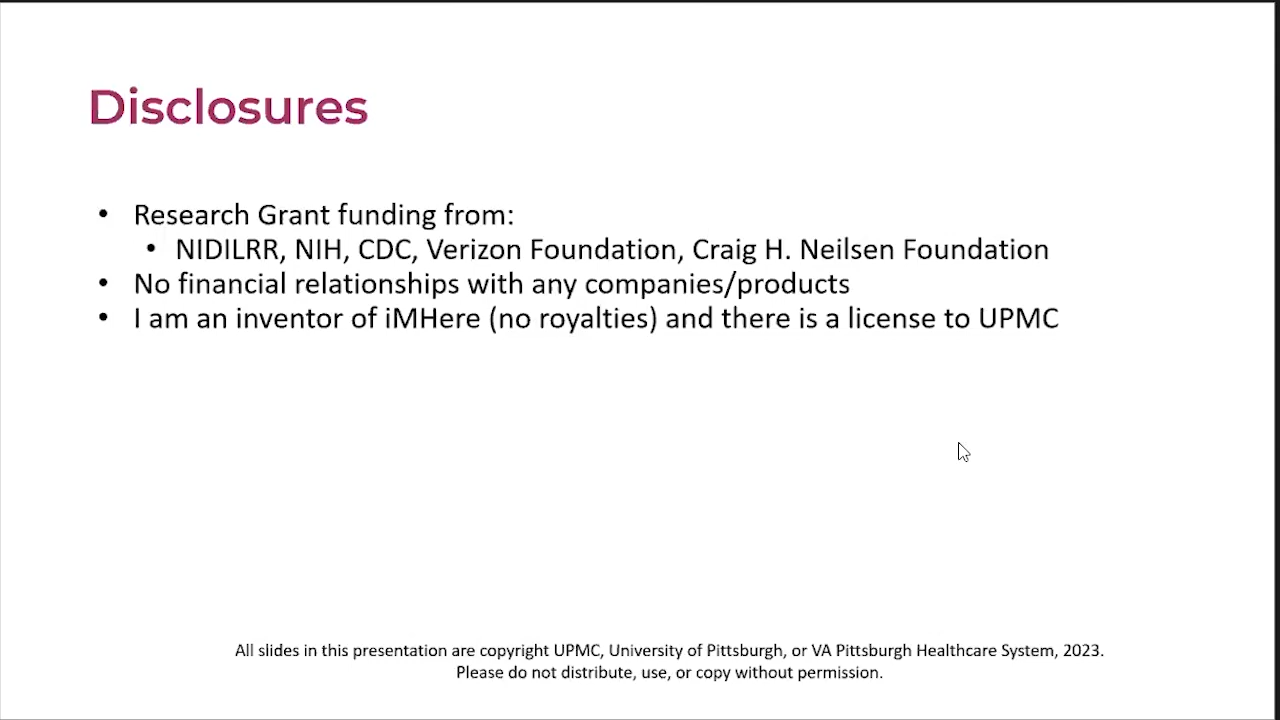 Disclosures
• Research Grant funding from:
• NIDILRR, NIH, CDC, Verizon Foundation, Craig H. Neilsen Foundation
• No financial relationships with any companies/products
• I am an inventor of iMHere (no royalties) and there is a license to UPMC
All slides in this presentation are copyright UPMC, University of Pittsburgh, or VA Pittsburgh Healthcare System, 2023.
Please do not distribute, use, or copy without permission.